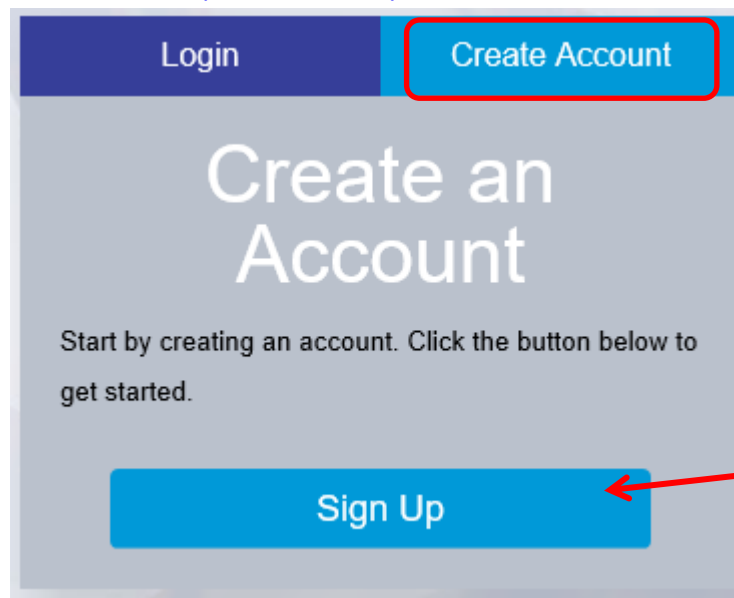 Login
Create Account
Create an
Account
Start by creating an account. Click the button below to
get started.
Sign Up